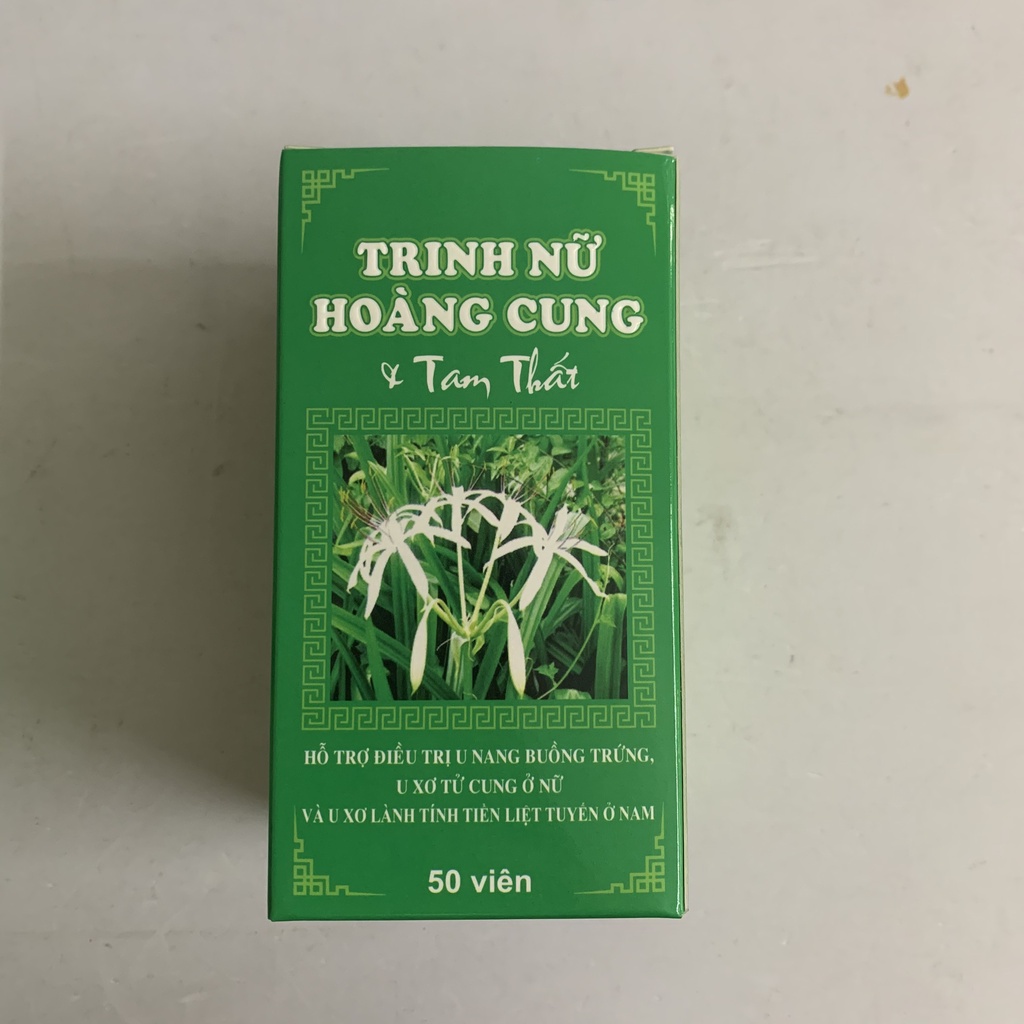 TRINH NỮ
HOÀNG CUNG
& Tam Thất
HỖ TRỢ ĐIỀU TRỊ U NANG BUỒNG TRỨNG,
U XƠ TỬ CUNG Ở NỮ
VÀ U XƠ LÀNH TÍNH TIỀN LIỆT TUYẾN Ở NAM
50 viên